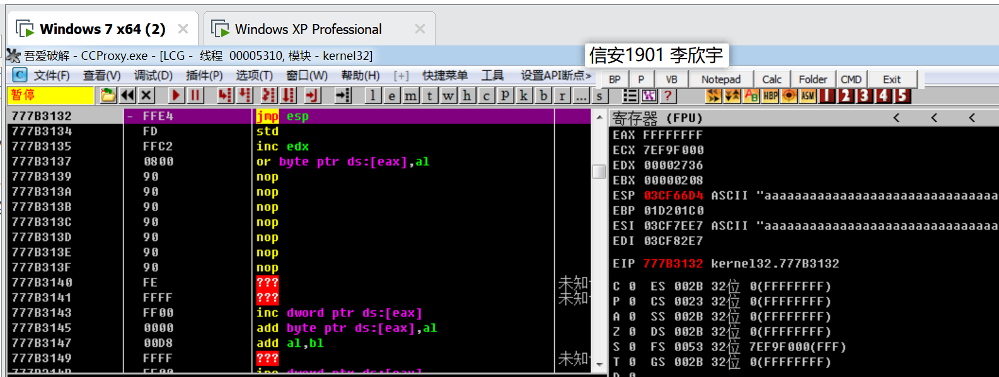 Windows 7 x64 (2) × Windows XP Professional ×
吾爱破解 - CCProxy.exe - [LCG - 线程 00005310, 模块 - kernel32]
信安1901 李欣宇
C 文件(F) 查看(V) 调试(D) 插件(P) 选项(T) 窗口(W) 帮助(H) [+] 快捷菜单 工具 设置API断点> BP P VB Notepad Calc Folder CMD Exit
暂停 l e m t w h c P k b r ... s ? AB HBP ASM 1 2 3 4 5
777B3132 - FFE4 jmp esp
777B3134 FD std
777B3135 FFC2 inc edx
777B3137 0800 or byte ptr ds:[eax],al
777B3139 90 nop
777B313A 90 nop
777B313B 90 nop
777B313C 90 nop
777B313D 90 nop
777B313E 90 nop
777B313F 90 nop
777B3140 FE ??? 未知
777B3141 FFFF ??? 未知
777B3143 FF00 inc dword ptr ds:[eax]
777B3145 0000 add byte ptr ds:[eax],al
777B3147 00D8 add al,bl
777B3149 FFFF ??? 未知
777B314B FF00 inc dword ptr ds:[eax]
寄存器 (FPU) < < <
EAX FFFFFFFF
ECX 7EF9F000
EDX 00002736
EBX 00000208
ESP 03CF66D4 ASCII "aaaaaaaaaaaaaaaaaaaaaaaaaaaaaaa
EBP 01D201C0
ESI 03CF7EE7 ASCII "aaaaaaaaaaaaaaaaaaaaaaaaaaaaaaa
EDI 03CF82E7
EIP 777B3132 kernel32.777B3132
C 0 ES 002B 32位 0(FFFFFFFF)
P 0 CS 0023 32位 0(FFFFFFFF)
A 0 SS 002B 32位 0(FFFFFFFF)
Z 0 DS 002B 32位 0(FFFFFFFF)
S 0 FS 0053 32位 7EF9F000(FFF)
T 0 GS 002B 32位 0(FFFFFFFF)
D 0